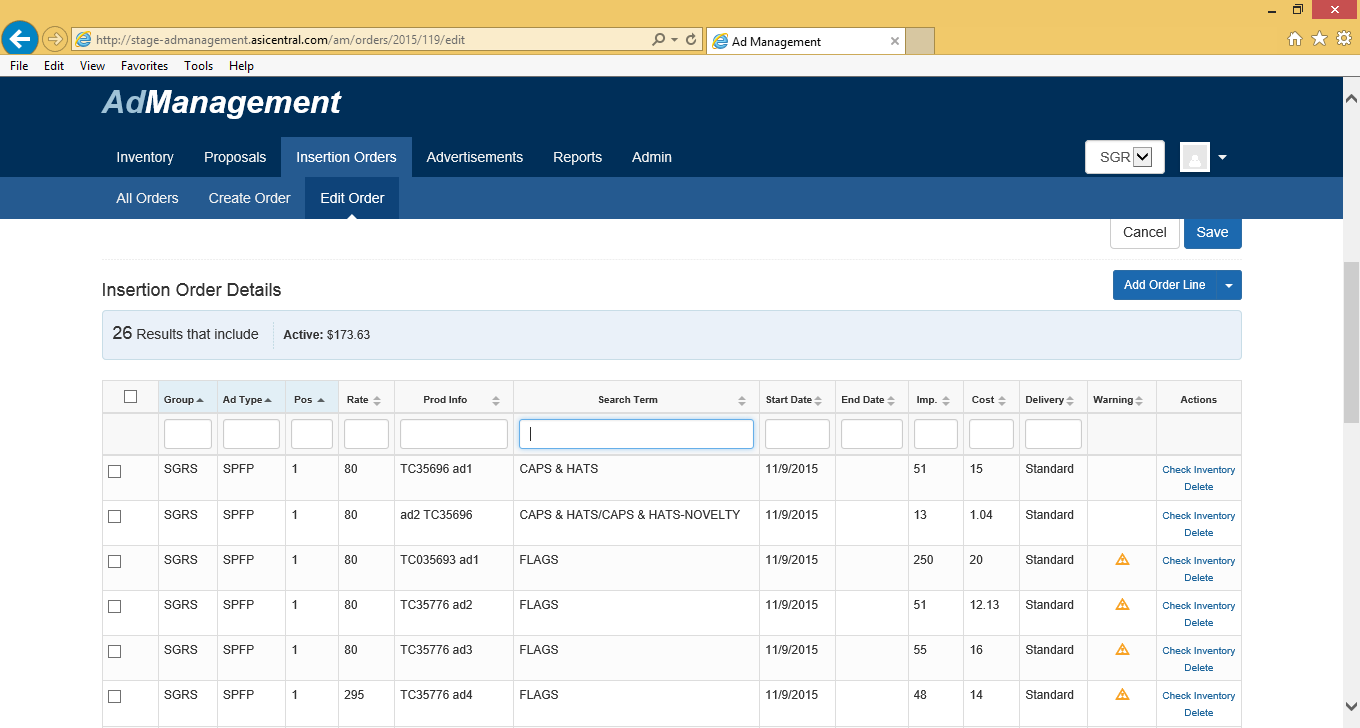 http://stage-admanagement.asicentral.com/am/orders/2015/119/edit
Ad Management
File Edit View Favorites Tools Help
AdManagement
Inventory Proposals Insertion Orders Advertisements Reports Admin
SGR
All Orders Create Order Edit Order
Cancel Save
Insertion Order Details
Add Order Line
26 Results that include Active: $173.63
Group Ad Type Pos Rate Prod Info Search Term Start Date End Date Imp. Cost Delivery Warning Actions
SGRS SPFP 1 80 TC35696 ad1 CAPS & HATS 11/9/2015 51 15 Standard Check Inventory
Delete
SGRS SPFP 1 80 ad2 TC35696 CAPS & HATS/CAPS & HATS-NOVELTY 11/9/2015 13 1.04 Standard Check Inventory
Delete
SGRS SPFP 1 80 TC035693 ad1 FLAGS 11/9/2015 250 20 Standard Check Inventory
Delete
SGRS SPFP 1 80 TC35776 ad2 FLAGS 11/9/2015 51 12.13 Standard Check Inventory
Delete
SGRS SPFP 1 80 TC35776 ad3 FLAGS 11/9/2015 55 16 Standard Check Inventory
Delete
SGRS SPFP 1 295 TC35776 ad4 FLAGS 11/9/2015 48 14 Standard Check Inventory
Delete